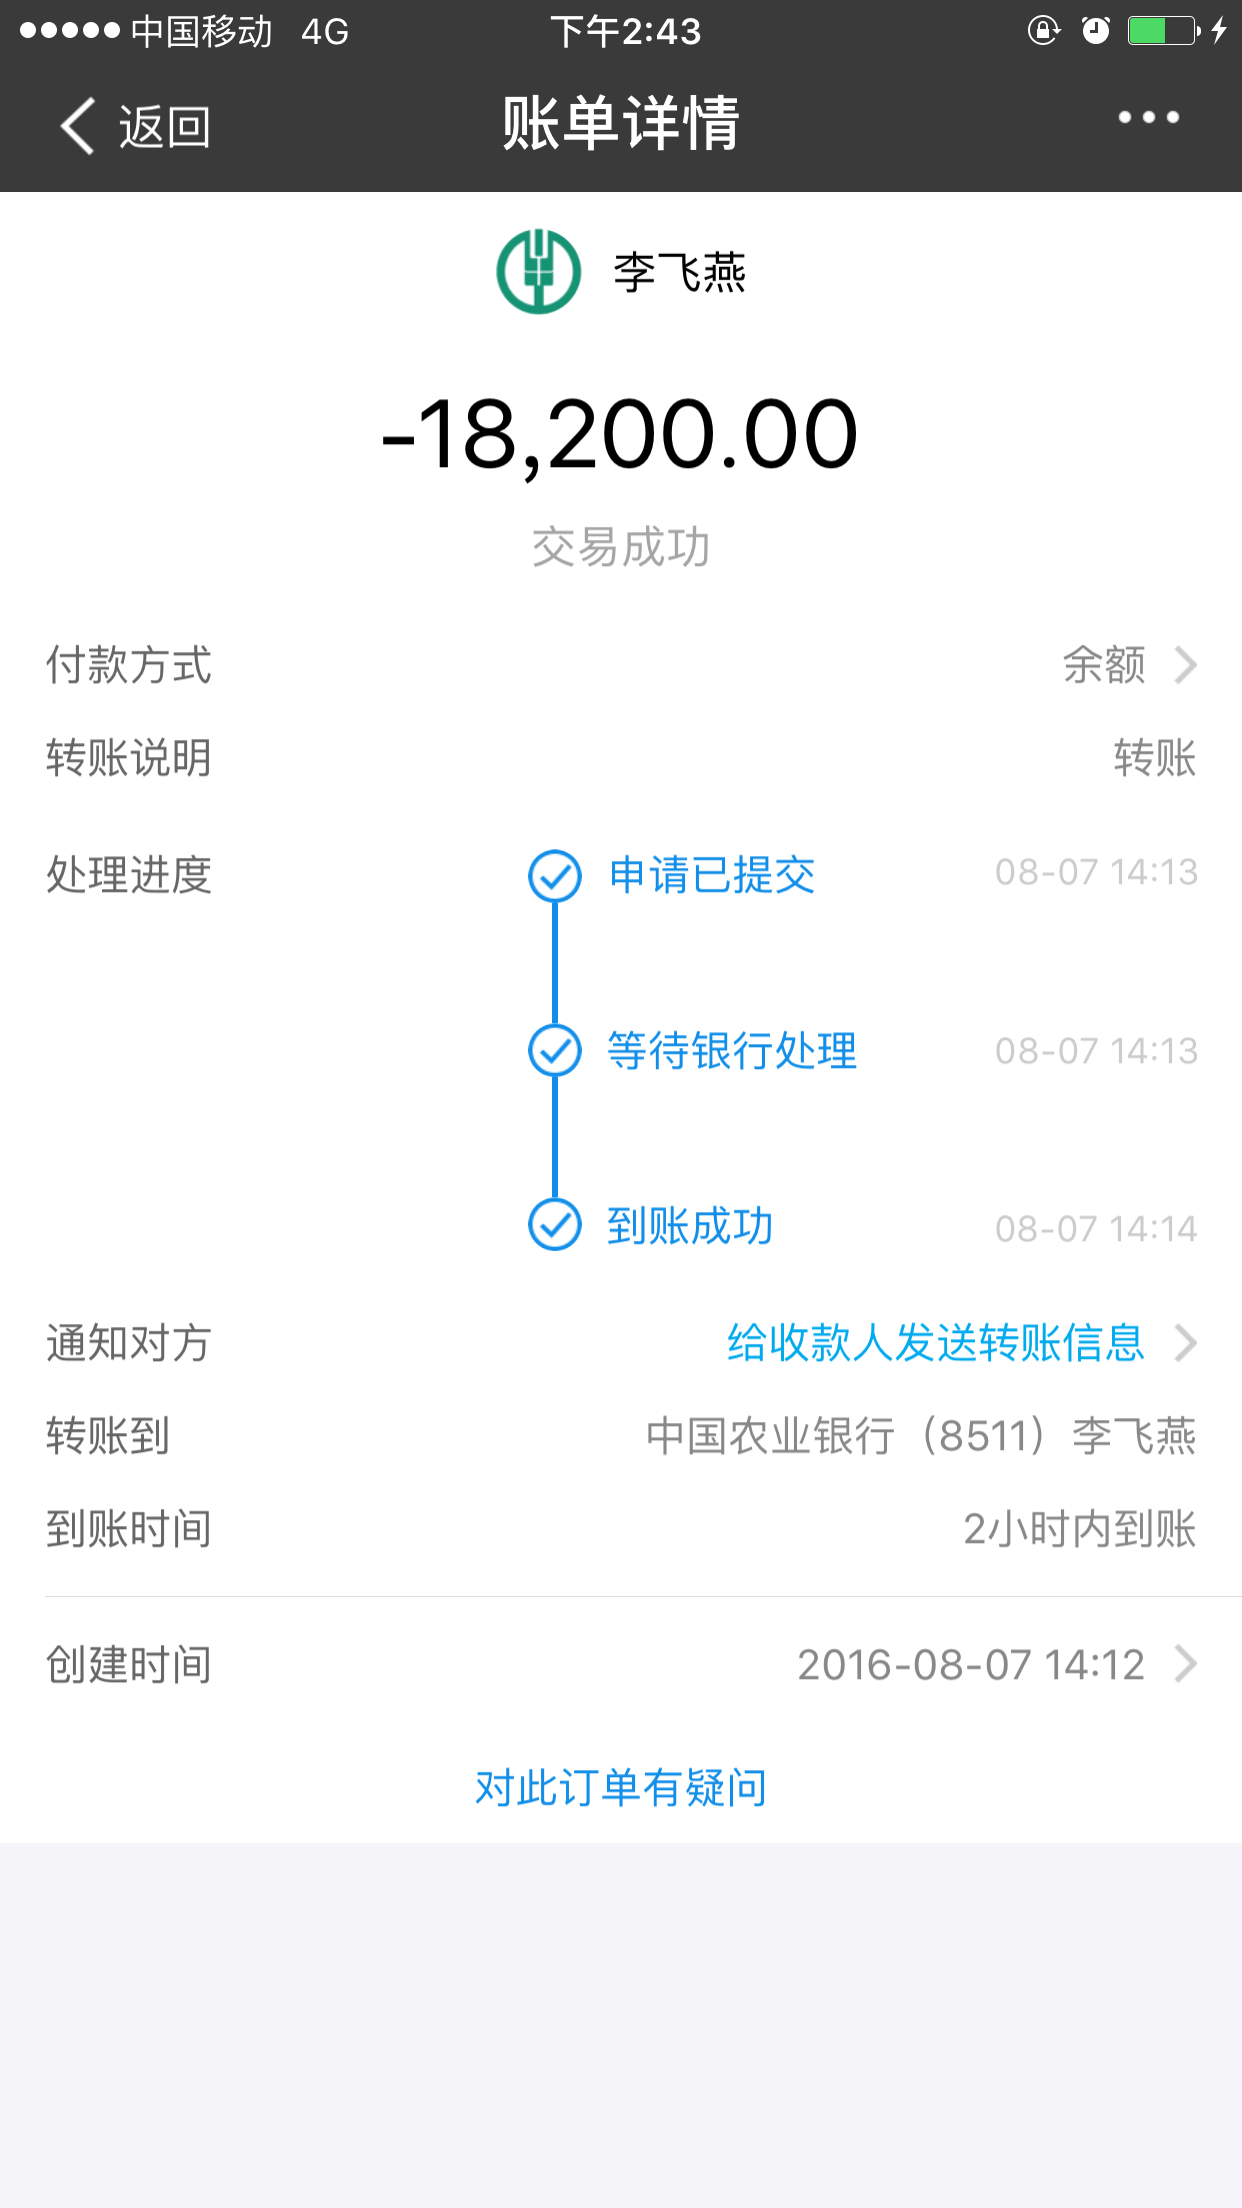 中国移动 4G 下午2:43
返回 账单详情
李飞燕
-18,200.00
交易成功
付款方式 余额
转账说明 转账
处理进度 申请已提交 08-07 14:13
等待银行处理 08-07 14:13
到账成功 08-07 14:14
通知对方 给收款人发送转账信息
转账到 中国农业银行（8511）李飞燕
到账时间 2小时内到账
创建时间 2016-08-07 14:12
对此订单有疑问